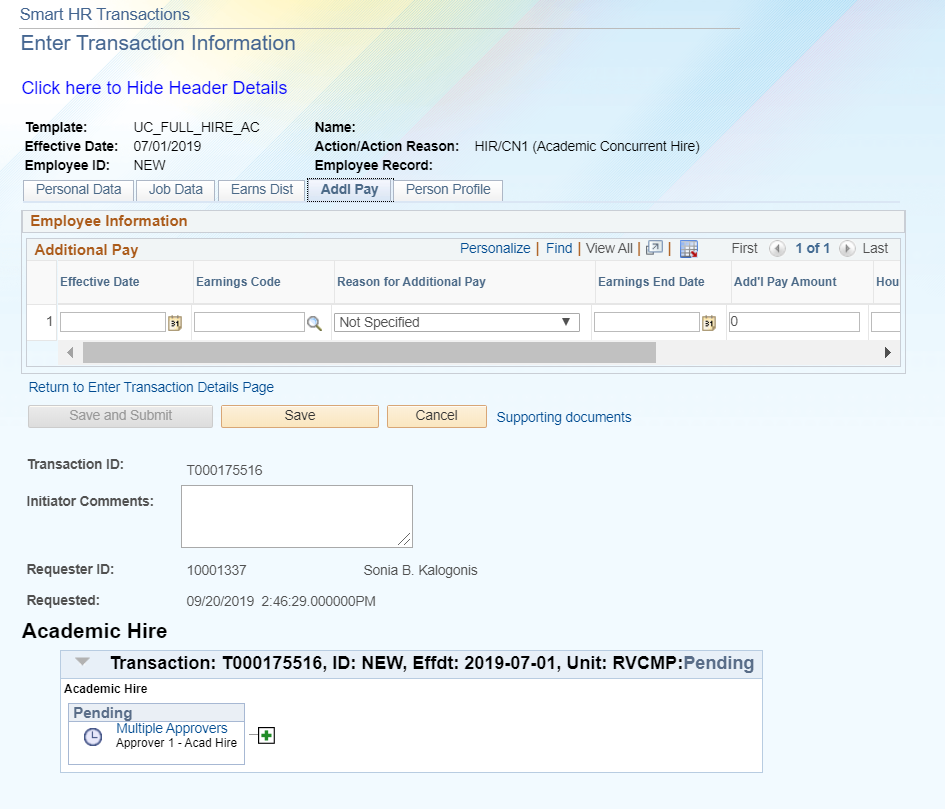 Smart HR Transactions
Enter Transaction Information
Click here to Hide Header Details
Template: UC_FULL_HIRE_AC Name:
Effective Date: 07/01/2019 Action/Action Reason: HIR/CN1 (Academic Concurrent Hire)
Employee ID: NEW Employee Record:
Personal Data Job Data Earns Dist Addl Pay Person Profile
Employee Information
Additional Pay Personalize | Find | View All | | First 1 of 1 Last
Effective Date Earnings Code Reason for Additional Pay Earnings End Date Add'l Pay Amount Hou
1 31 Not Specified 31 0
Return to Enter Transaction Details Page
Save and Submit Save Cancel Supporting documents
Transaction ID: T000175516
Initiator Comments:
Requester ID: 10001337 Sonia B. Kalogonis
Requested: 09/20/2019 2:46:29.000000PM
Academic Hire
Transaction: T000175516, ID: NEW, Effdt: 2019-07-01, Unit: RVCMP:Pending
Academic Hire
Pending
Multiple Approvers
Approver 1 - Acad Hire